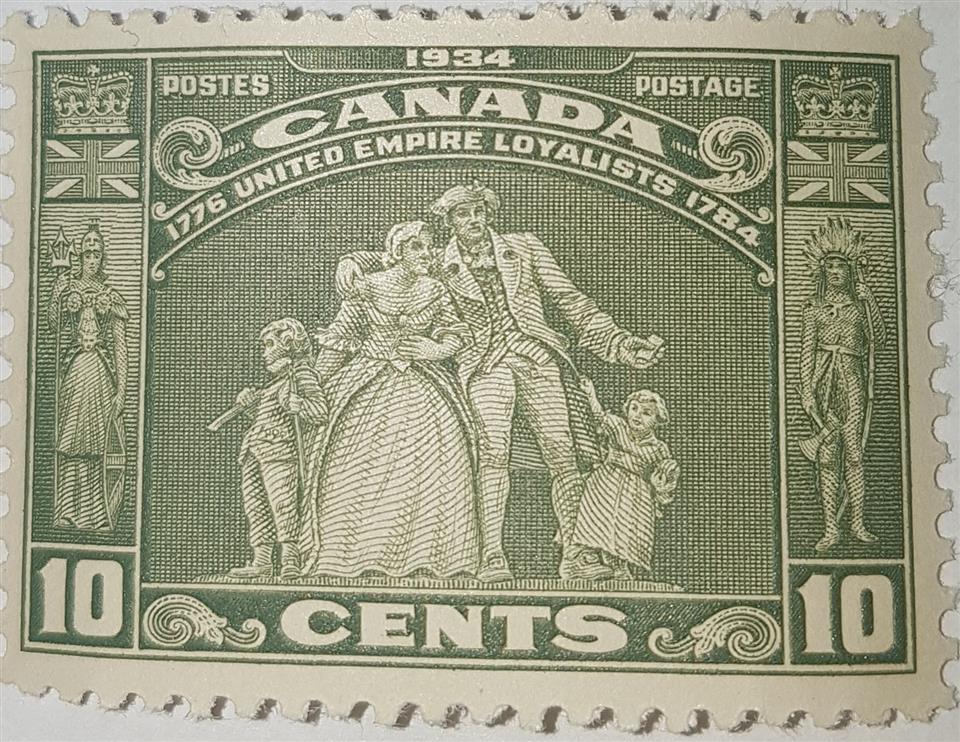 1934
POSTES POSTAGE
CANADA
1776 UNITED EMPIRE LOYALISTS 1784
10 CENTS 10